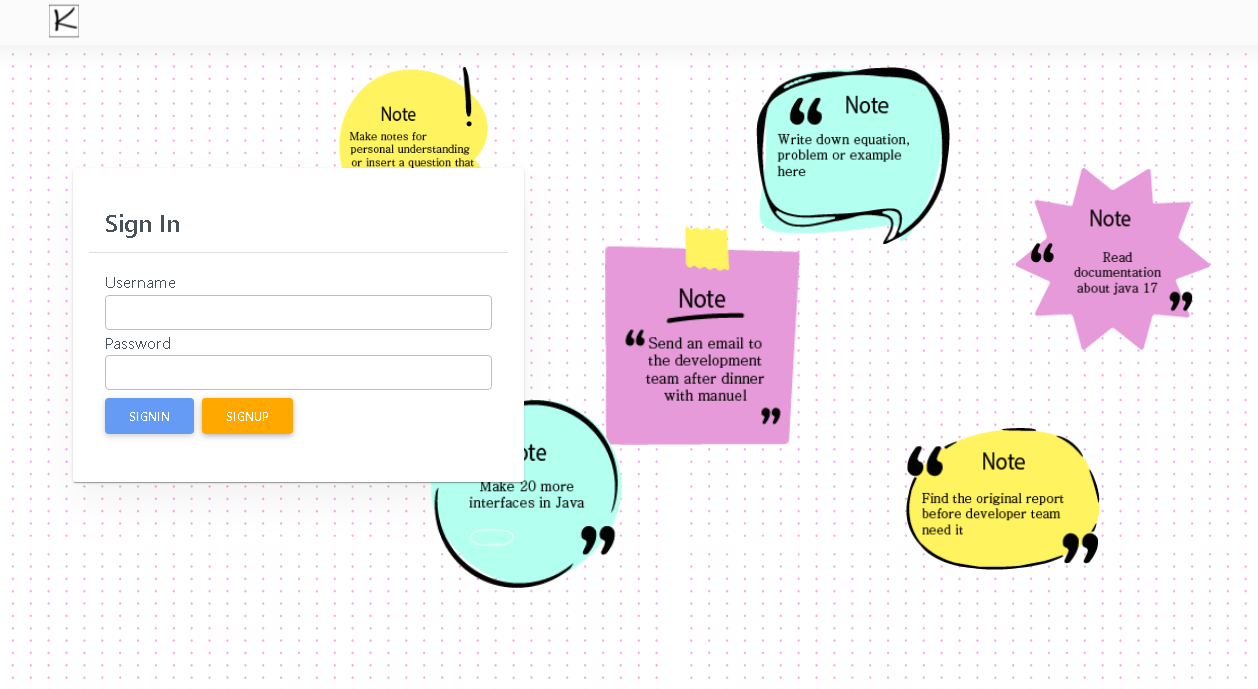 K
Note
Make notes for
personal understanding
or insert a question that
Note
Write down equation,
problem or example
here
Sign In
Username
Password
SIGNIN
SIGNUP
Note
“ Send an email to
the development
team after dinner
with manuel
”
Note
“ Read
documentation
about java 17
”
ote
Make 20 more
interfaces in Java
”
“ Note
Find the original report
before developer team
need it
”